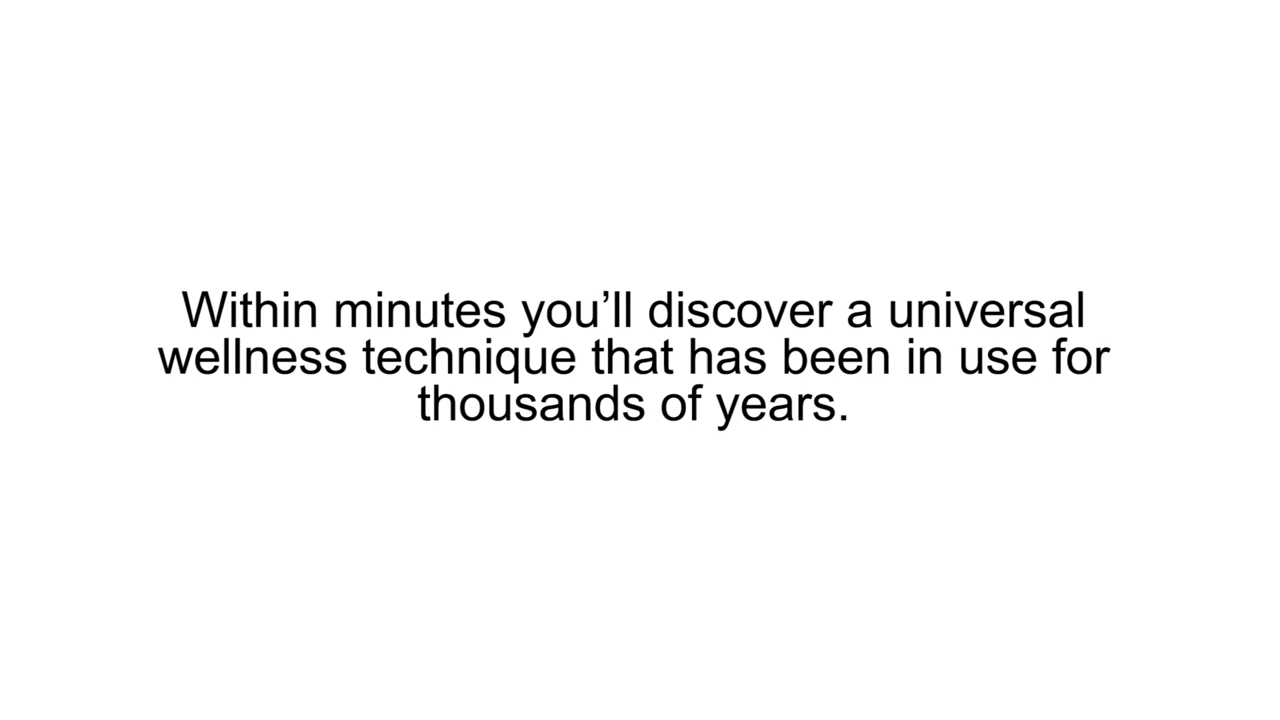 Within minutes you’ll discover a universal
wellness technique that has been in use for
thousands of years.